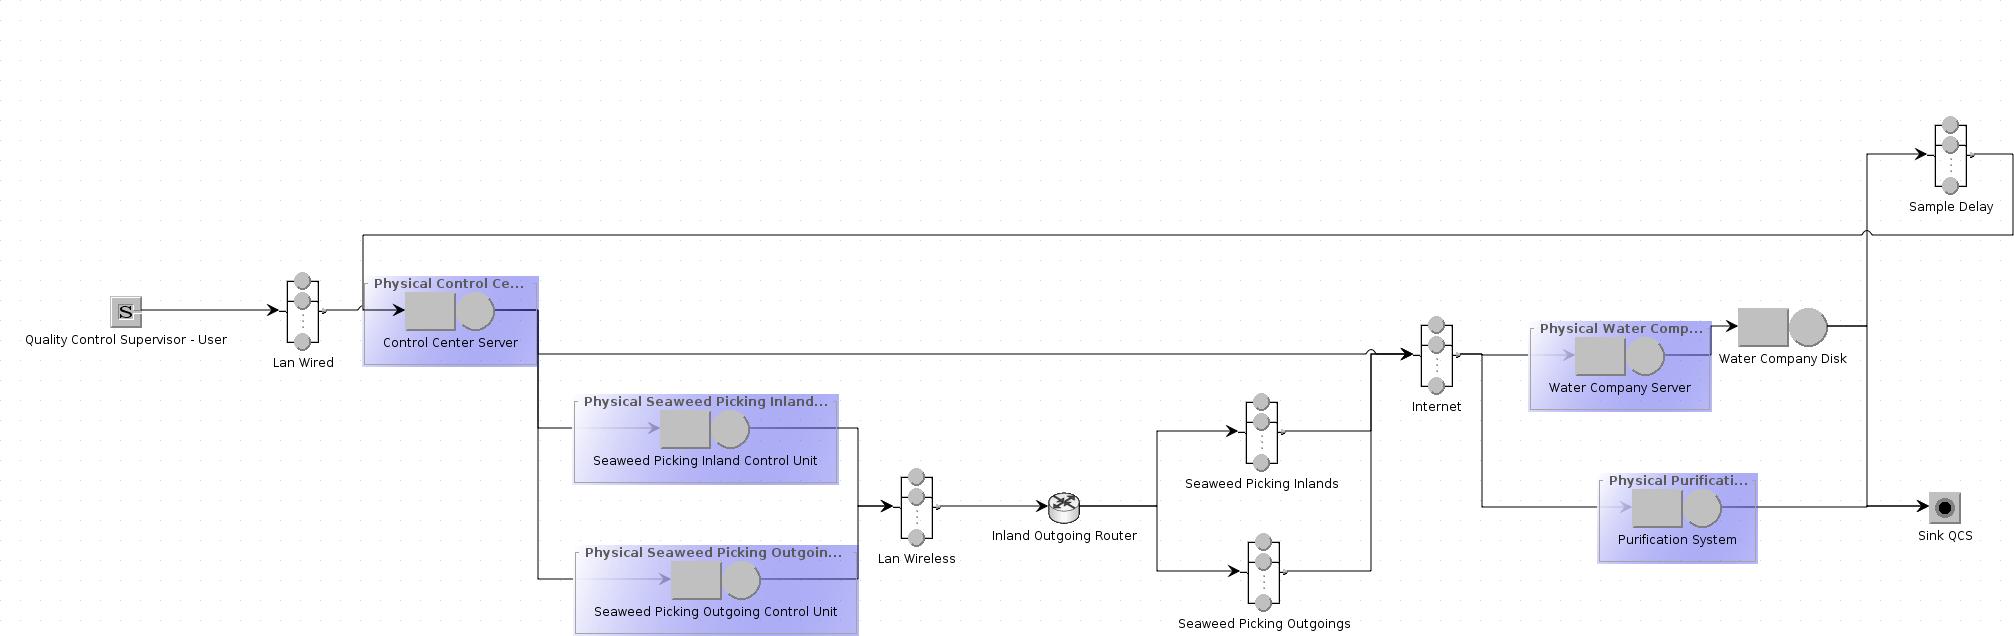 Sample Delay
Physical Control Ce...
S
Control Center Server
Quality Control Supervisor - User
Lan Wired
Physical Water Comp...
Water Company Server
Water Company Disk
Internet
Physical Seaweed Picking Inland...
Seaweed Picking Inland Control Unit
Seaweed Picking Inlands
Physical Purificati...
Purification System
Sink QCS
Inland Outgoing Router
Lan Wireless
Physical Seaweed Picking Outgoin...
Seaweed Picking Outgoing Control Unit
Seaweed Picking Outgoings